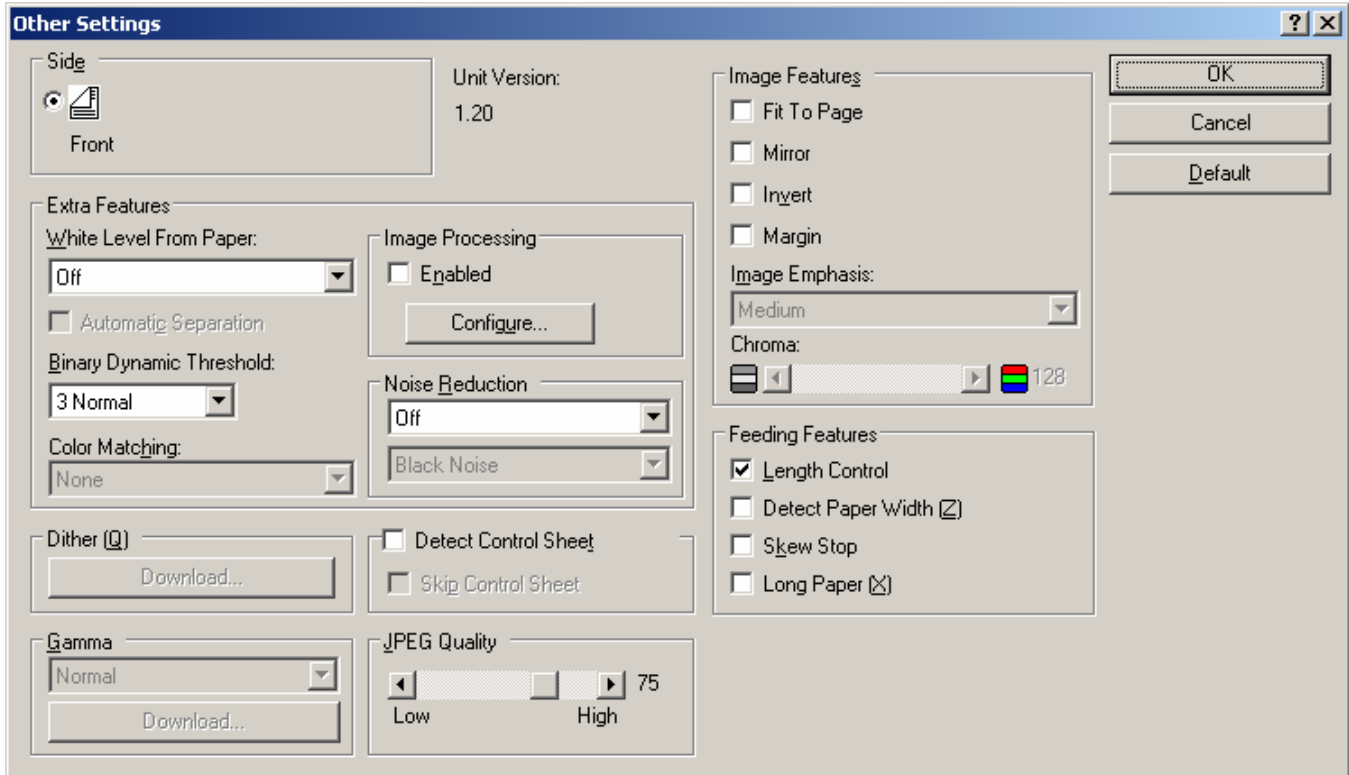 Other Settings
Side
Front
Unit Version:
1.20
Extra Features
White Level From Paper:
Off
Automatic Separation
Binary Dynamic Threshold:
3 Normal
Color Matching:
None
Image Processing
Enabled
Configure...
Noise Reduction
Off
Black Noise
Dither (Q)
Download...
Detect Control Sheet
Skip Control Sheet
Gamma
Normal
Download...
JPEG Quality
75
Low High
Image Features
Fit To Page
Mirror
Invert
Margin
Image Emphasis:
Medium
Chroma:
128
Feeding Features
Length Control
Detect Paper Width (Z)
Skew Stop
Long Paper (X)
OK
Cancel
Default